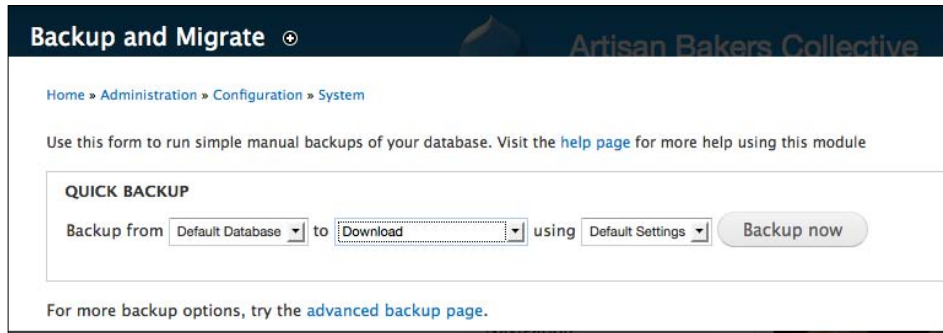 Backup and Migrate
Artisan Bakers Collective
Home » Administration » Configuration » System
Use this form to run simple manual backups of your database. Visit the help page for more help using this module
QUICK BACKUP
Backup from Default Database to Download using Default Settings Backup now
For more backup options, try the advanced backup page.